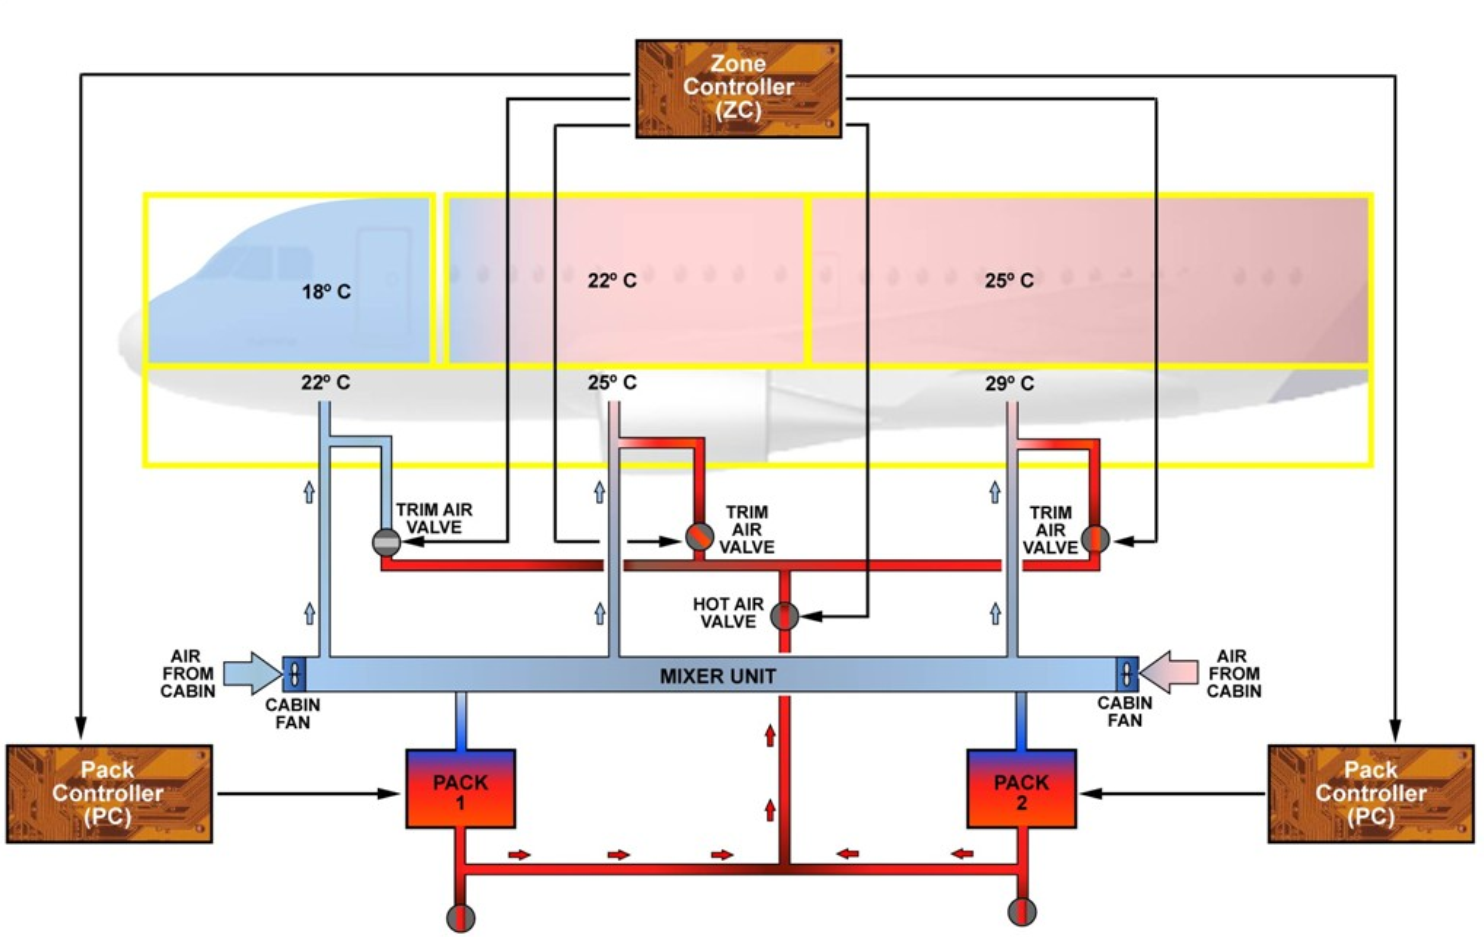 Zone
Controller
(ZC)
18º C
22º C
25º C
22º C
25º C
29º C
TRIM AIR
VALVE
TRIM
AIR
VALVE
TRIM
AIR
VALVE
HOT AIR
VALVE
AIR
FROM
CABIN
CABIN
FAN
MIXER UNIT
CABIN
FAN
AIR
FROM
CABIN
Pack
Controller
(PC)
PACK
1
PACK
2
Pack
Controller
(PC)